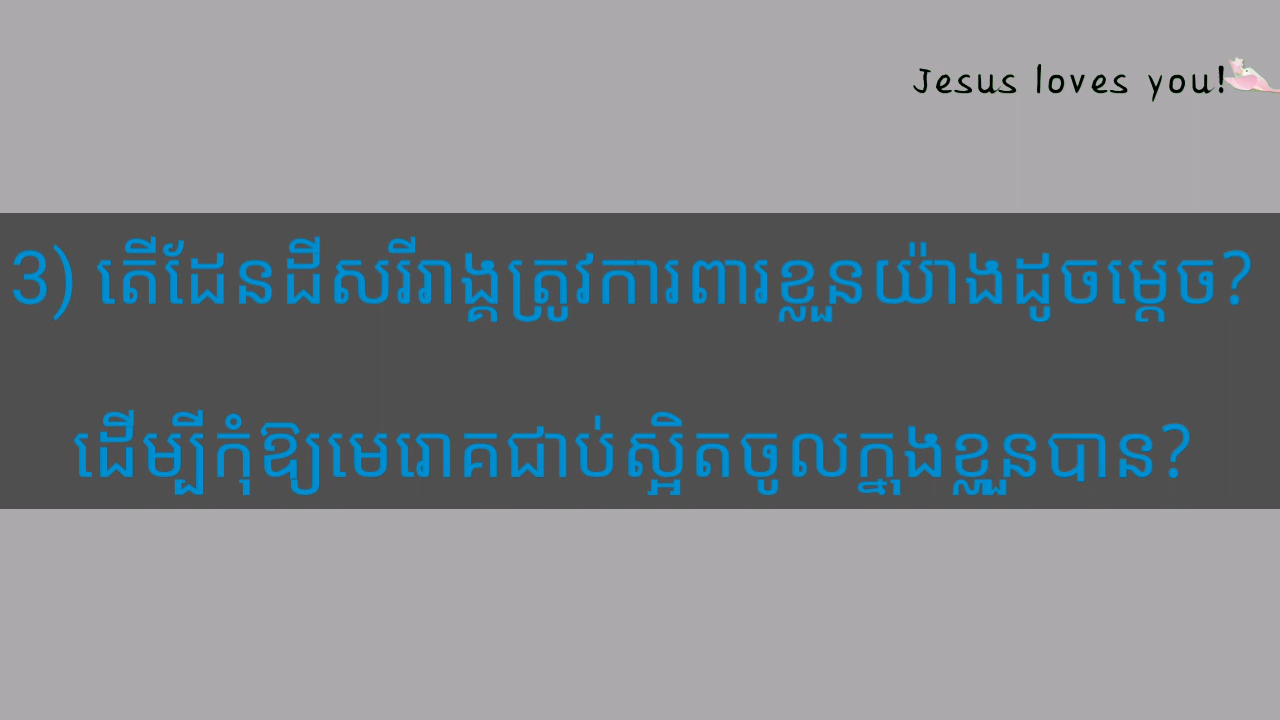 Jesus loves you!
3) តើដែនដីសរីរាង្គត្រូវការពារខ្លួនយ៉ាងដូចម្តេច?
ដើម្បីកុំឱ្យមេរោគជាប់ស្អិតចូលក្នុងខ្លួនបាន?